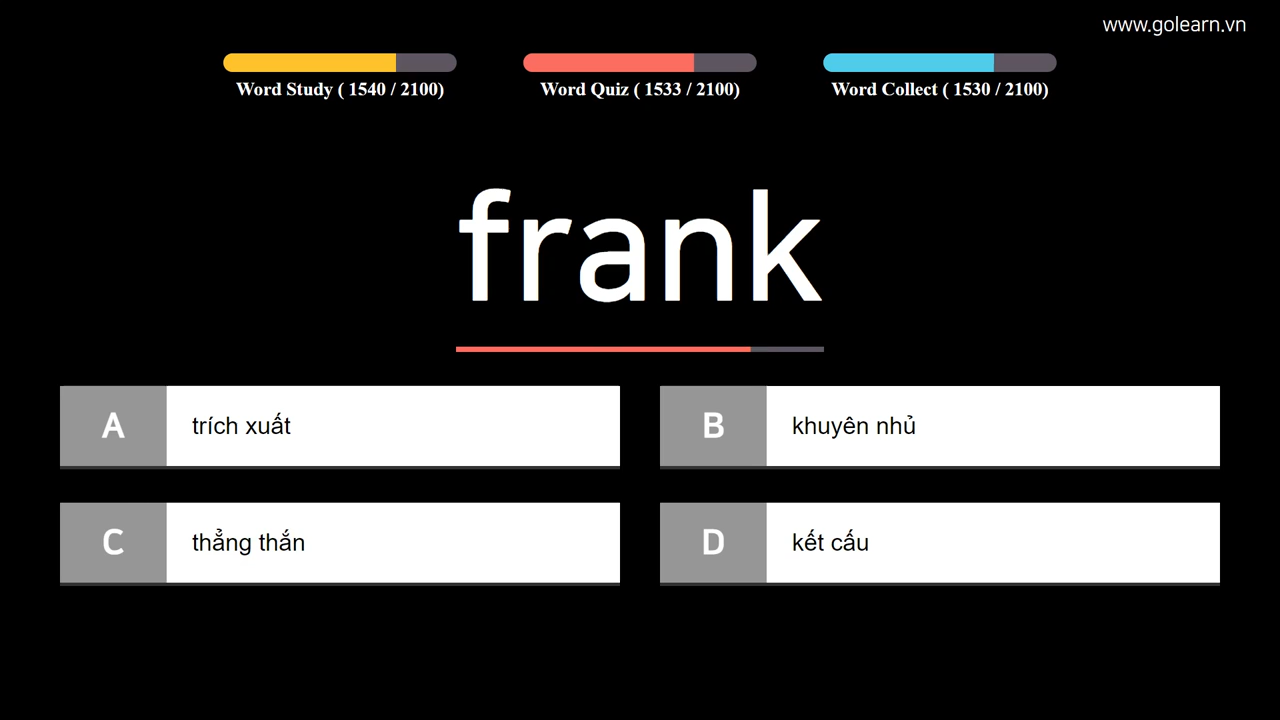 www.golearn.vn
Word Study ( 1540 / 2100)
Word Quiz ( 1533 / 2100)
Word Collect ( 1530 / 2100)
frank
A trích xuất
B khuyên nhủ
C thẳng thắn
D kết cấu